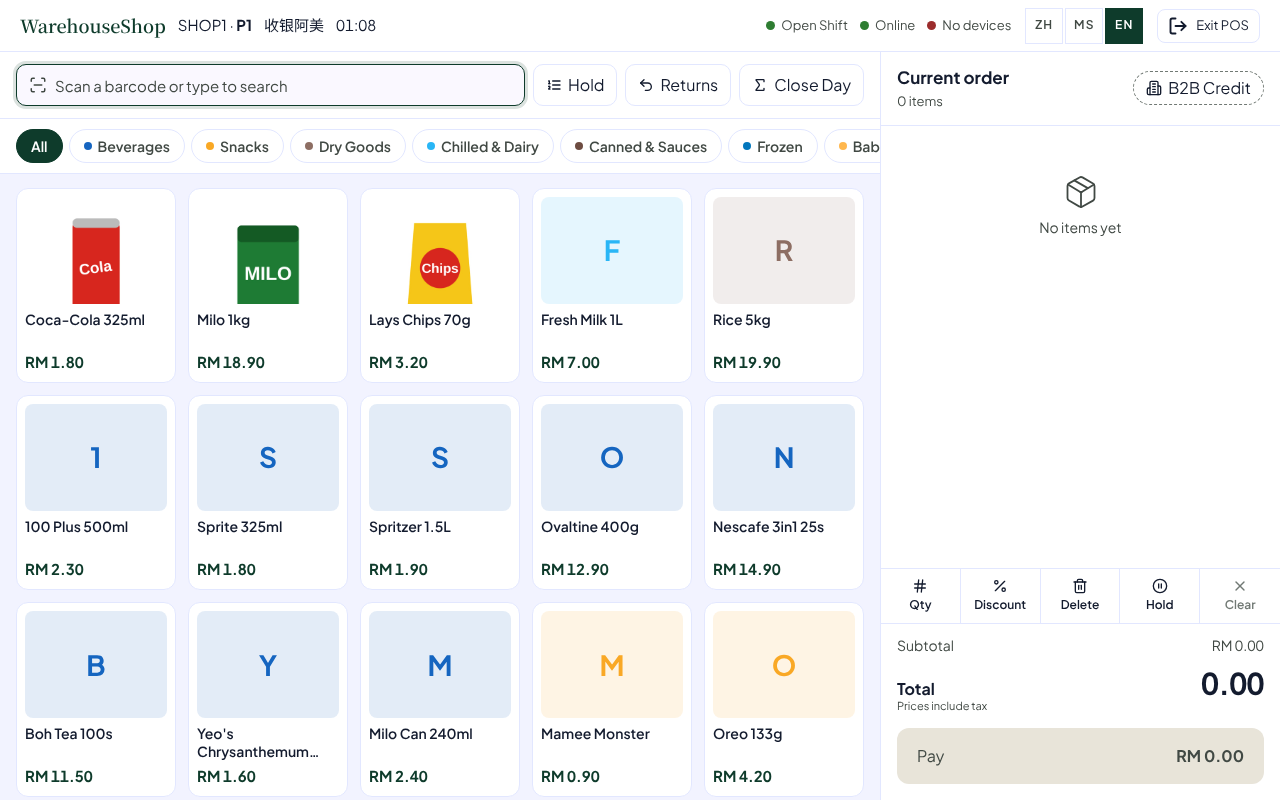 WarehouseShop SHOP1 · P1 收银阿美 01:08 Open Shift Online No devices ZH MS EN Exit POS
Scan a barcode or type to search Hold Returns Close Day
Current order
0 items
B2B Credit
All Beverages Snacks Dry Goods Chilled & Dairy Canned & Sauces Frozen Bab
No items yet
Cola MILO Chips F R
Coca-Cola 325ml Milo 1kg Lays Chips 70g Fresh Milk 1L Rice 5kg
RM 1.80 RM 18.90 RM 3.20 RM 7.00 RM 19.90
1 S S O N
100 Plus 500ml Sprite 325ml Spritzer 1.5L Ovaltine 400g Nescafe 3in1 25s
RM 2.30 RM 1.80 RM 1.90 RM 12.90 RM 14.90
B Y M M O
Boh Tea 100s Yeo's Chrysanthemum… Milo Can 240ml Mamee Monster Oreo 133g
RM 11.50 RM 1.60 RM 2.40 RM 0.90 RM 4.20
Qty Discount Delete Hold Clear
Subtotal RM 0.00
Total 0.00
Prices include tax
Pay RM 0.00